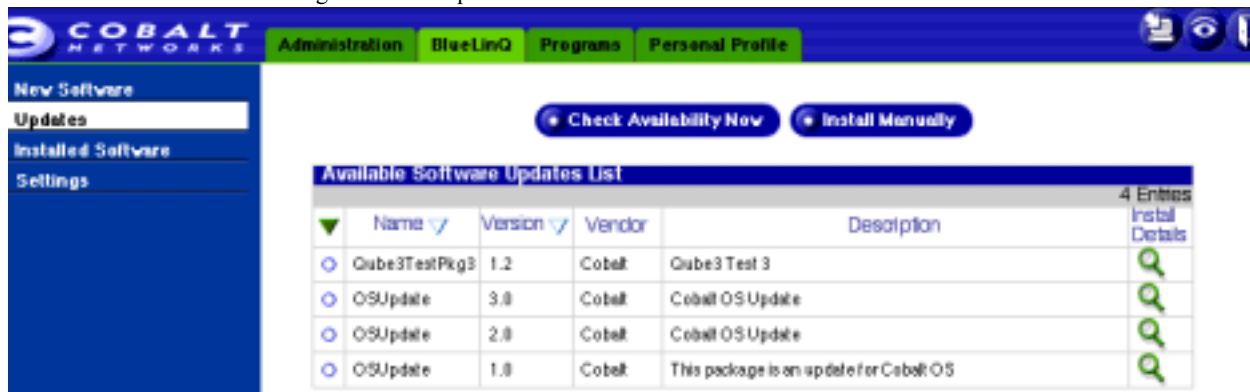 COBALT
NETWORKS
Administration BlueLinQ Programs Personal Profile
New Software
Updates
Installed Software
Settings
Check Availability Now Install Manually
Available Software Updates List
4 Entries
Name Version Vendor Description Install Details
Qube3TestPkg3 1.2 Cobalt Qube3 Test 3
OSUpdate 3.0 Cobalt Cobalt OS Update
OSUpdate 2.0 Cobalt Cobalt OS Update
OSUpdate 1.0 Cobalt This package is an update for Cobalt OS